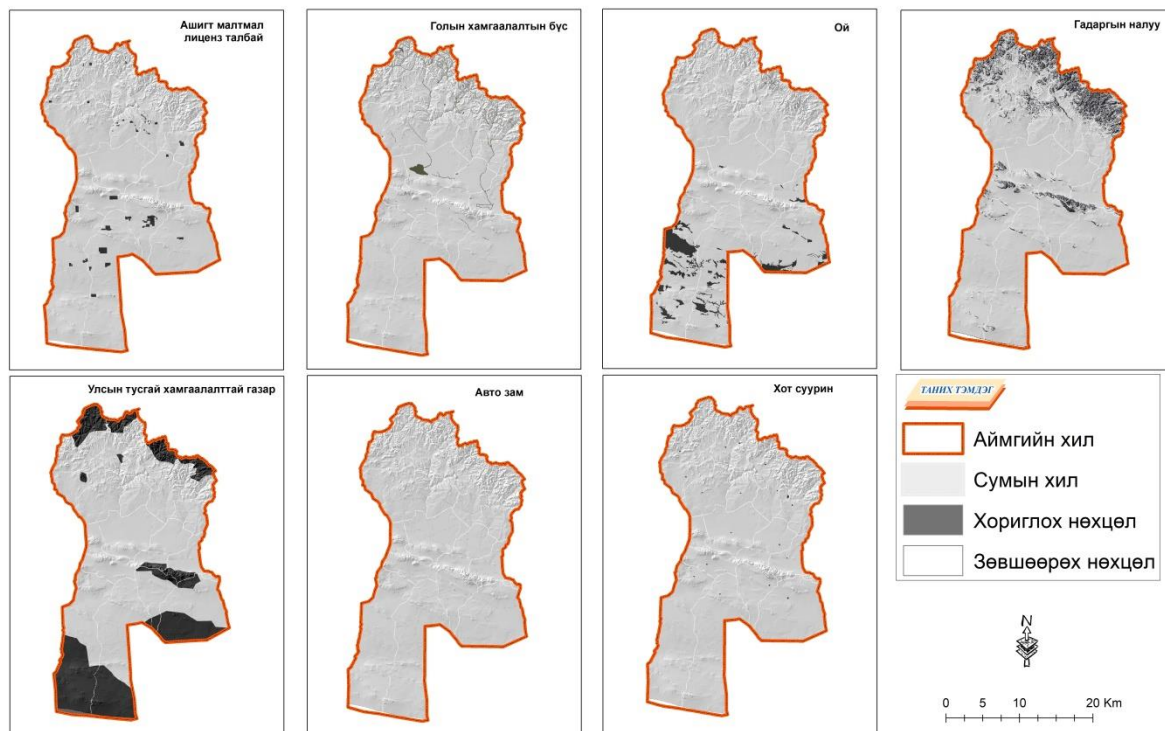 Ашигт малтмал
лиценз талбай
Голын хамгаалалтын бүс
Ой
Гадаргын налуу
Улсын тусгай хамгаалалттай газар
Авто зам
Хот суурин
ТАНИХ ТЭМДЭГ
Аймгийн хил
Сумын хил
Хориглох нөхцөл
Зөвшөөрөх нөхцөл
N
0 5 10 20 Km